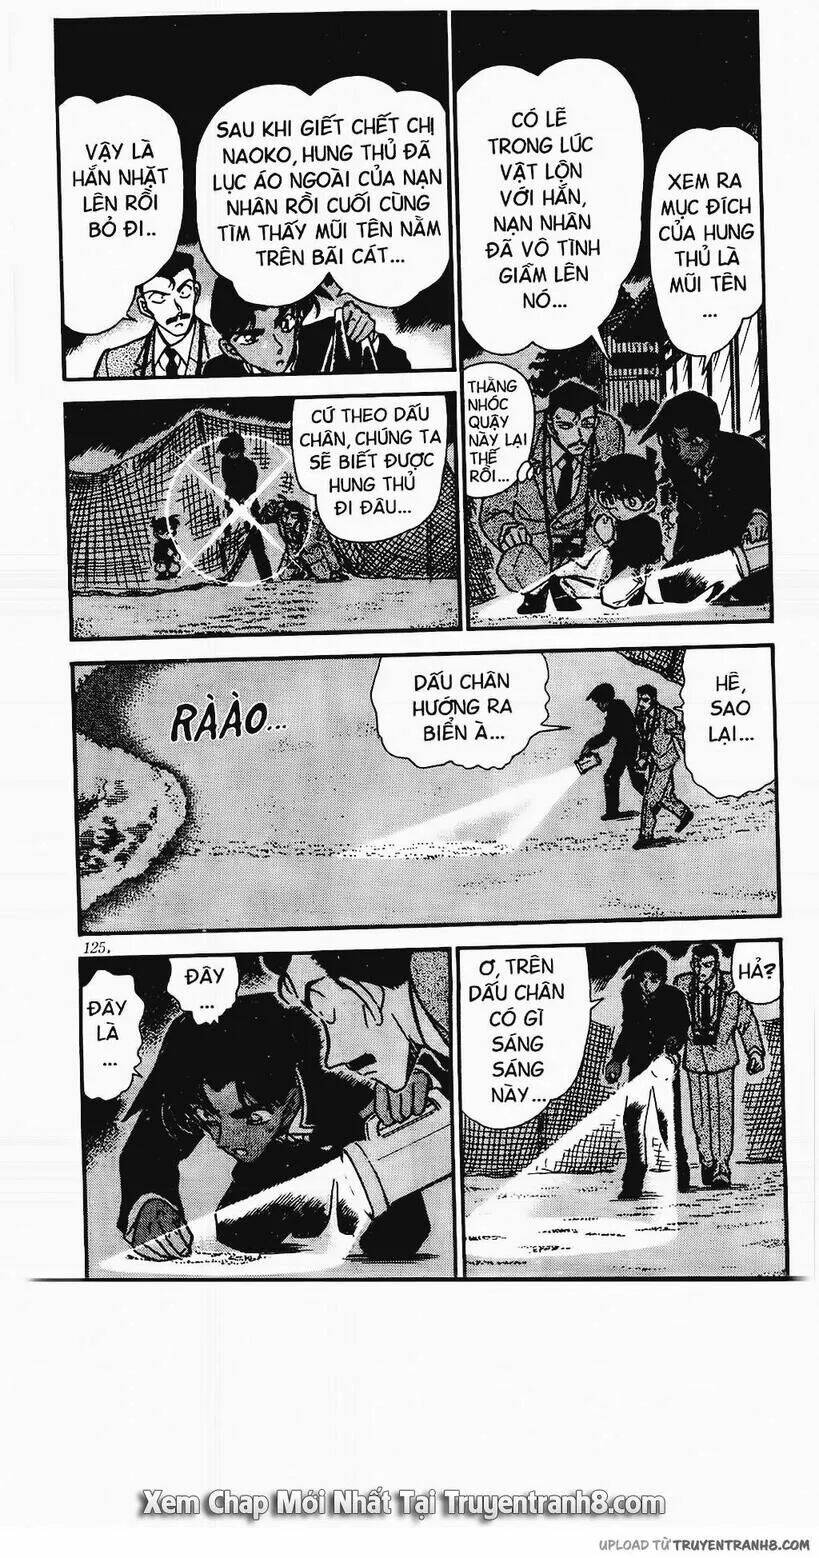 XEM RA
MỤC ĐÍCH
CỦA HUNG
THỦ LÀ
MŨI TÊN
...
CÓ LẼ
TRONG LÚC
VẬT LỘN
VỚI HẮN,
NẠN NHÂN
ĐÃ VÔ TÌNH
GIẦM LÊN
NÓ...
THẰNG
NHÓC
QUẬY
NÀY LẠI
THẾ
RỒI...
SAU KHI GIẾT CHẾT CHỊ
NAOKO, HUNG THỦ ĐÃ
LỤC ÁO NGOÀI CỦA NẠN
NHÂN RỒI CUỐI CÙNG
TÌM THẤY MŨI TÊN NẰM
TRÊN BÃI CÁT...
VẬY LÀ
HẮN NHẶT
LÊN RỒI
BỎ ĐI..
CỨ THEO DẤU
CHÂN, CHÚNG TA
SẼ BIẾT ĐƯỢC
HUNG THỦ
ĐI ĐÂU...
HÊ,
SAO
LẠI...
DẤU CHÂN
HƯỚNG RA
BIỂN À...
RÀÀO...
125.
HẢ?
Ơ, TRÊN
DẤU CHÂN
CÓ GÌ
SÁNG
SÁNG
NÀY...
ĐÂY
...
ĐÂY
LÀ
...
Xem Chap Mới Nhất Tại Truyentranh8.com
UPLOAD TỪ TRUYENTRANH8.COM